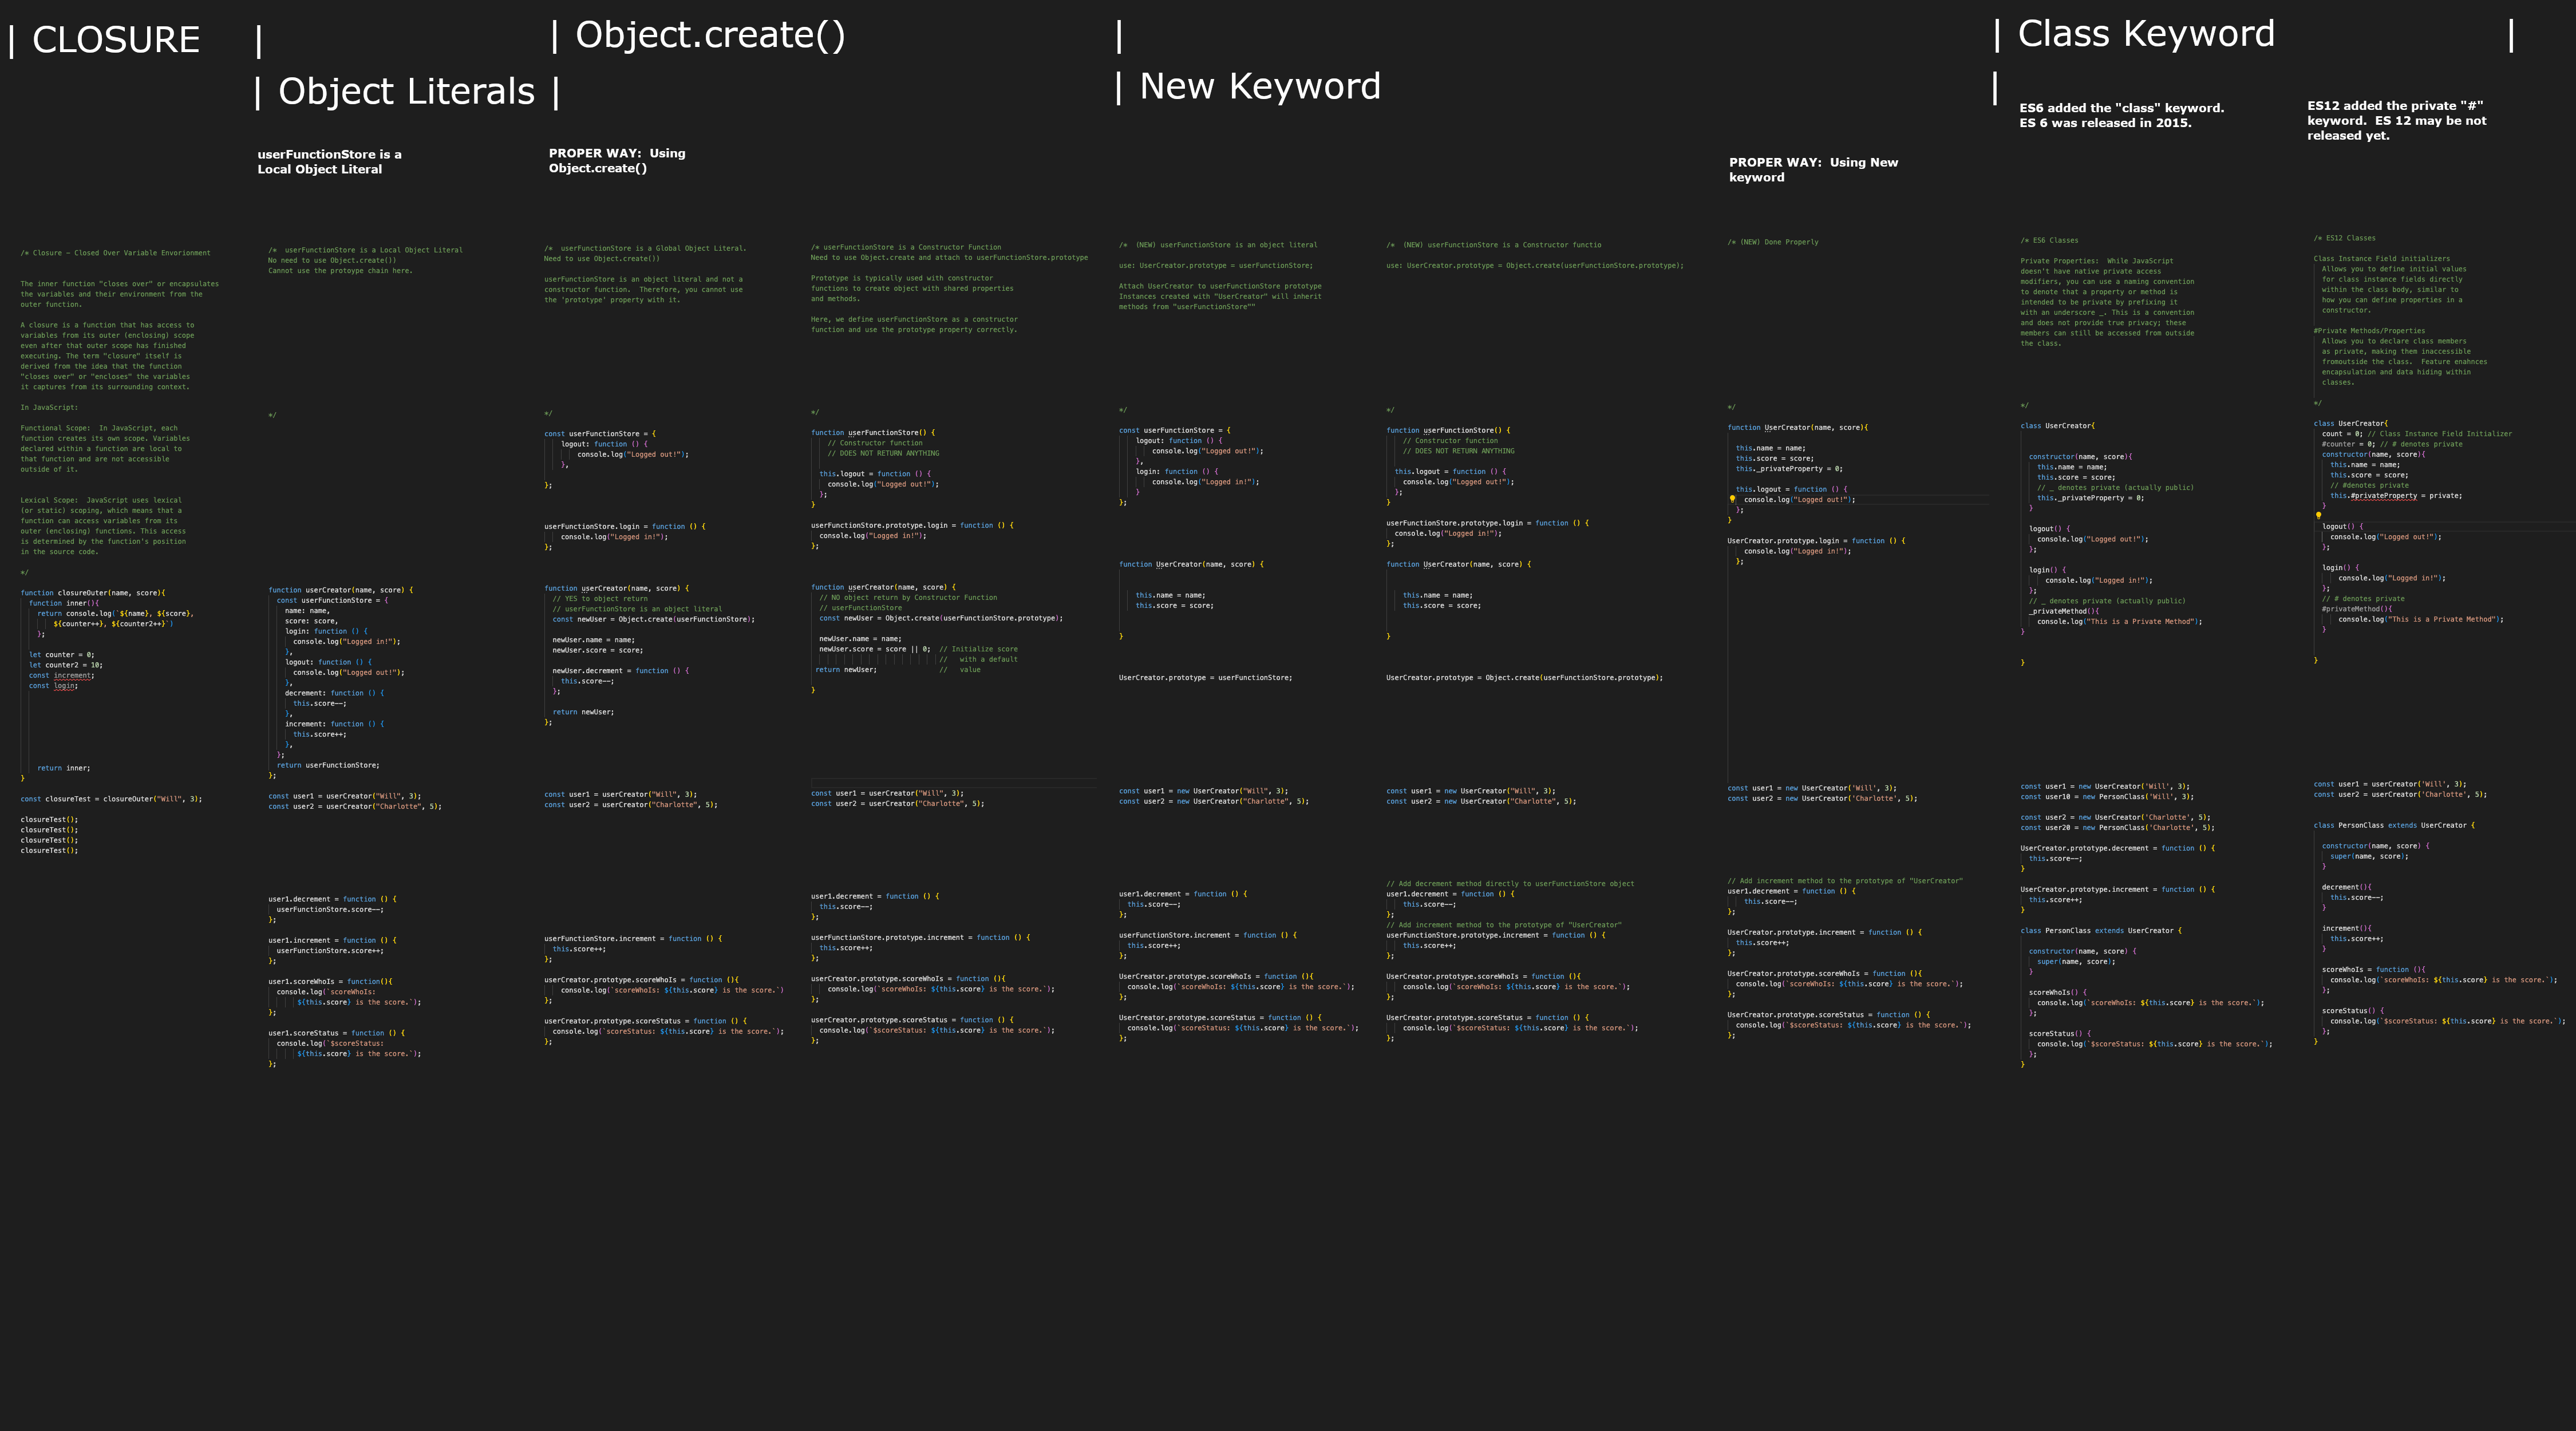 | CLOSURE |
| Object Literals |
| Object.create() |
| New Keyword |
| Class Keyword |
userFunctionStore is a
Local Object Literal
PROPER WAY:  Using
Object.create()
PROPER WAY:  Using New
keyword
ES6 added the "class" keyword.
ES 6 was released in 2015.
ES12 added the private "#"
keyword.  ES 12 may be not
released yet.
/* Closure – Closed Over Variable Envorionment
The inner function "closes over" or encapsulates
the variables and their environment from the
outer function.
A closure is a function that has access to
variables from its outer (enclosing) scope
even after that outer scope has finished
executing. The term "closure" itself is
derived from the idea that the function
"closes over" or "encloses" the variables
it captures from its surrounding context.
In JavaScript:
Functional Scope:  In JavaScript, each
function creates its own scope. Variables
declared within a function are local to
that function and are not accessible
outside of it.
Lexical Scope:  JavaScript uses lexical
(or static) scoping, which means that a
function can access variables from its
outer (enclosing) functions. This access
is determined by the function's position
in the source code.
*/
function closureOuter(name, score){
function inner(){
return console.log(`${name}, ${score},
${counter++}, ${counter2++}`)
};
let counter = 0;
let counter2 = 10;
const increment;
const login;
return inner;
}
const closureTest = closureOuter("Will", 3);
closureTest();
closureTest();
closureTest();
closureTest();
/*  userFunctionStore is a Local Object Literal
No need to use Object.create())
Cannot use the protoype chain here.
*/
function userCreator(name, score) {
const userFunctionStore = {
name: name,
score: score,
login: function () {
console.log("Logged in!");
},
logout: function () {
console.log("Logged out!");
},
decrement: function () {
this.score--;
},
increment: function () {
this.score++;
},
};
return userFunctionStore;
};
const user1 = userCreator("Will", 3);
const user2 = userCreator("Charlotte", 5);
user1.decrement = function () {
userFunctionStore.score--;
};
user1.increment = function () {
userFunctionStore.score++;
};
user1.scoreWhoIs = function(){
console.log(`scoreWhoIs:
${this.score} is the score.`);
};
user1.scoreStatus = function () {
console.log(`$scoreStatus:
${this.score} is the score.`);
};
/*  userFunctionStore is a Global Object Literal.
Need to use Object.create())
userFunctionStore is an object literal and not a
constructor function.  Therefore, you cannot use
the 'prototype' property with it.
*/
const userFunctionStore = {
logout: function () {
console.log("Logged out!");
},
};
userFunctionStore.login = function () {
console.log("Logged in!");
};
function userCreator(name, score) {
// YES to object return
// userFunctionStore is an object literal
const newUser = Object.create(userFunctionStore);
newUser.name = name;
newUser.score = score;
newUser.decrement = function () {
this.score--;
};
return newUser;
};
const user1 = userCreator("Will", 3);
const user2 = userCreator("Charlotte", 5);
userFunctionStore.increment = function () {
this.score++;
};
userCreator.prototype.scoreWhoIs = function (){
console.log(`scoreWhoIs: ${this.score} is the score.`)
};
userCreator.prototype.scoreStatus = function () {
console.log(`scoreStatus: ${this.score} is the score.`);
};
/* userFunctionStore is a Constructor Function
Need to use Object.create and attach to userFunctionStore.prototype
Prototype is typically used with constructor
functions to create object with shared properties
and methods.
Here, we define userFunctionStore as a constructor
function and use the prototype property correctly.
*/
function userFunctionStore() {
// Constructor function
// DOES NOT RETURN ANYTHING
this.logout = function () {
console.log("Logged out!");
};
}
userFunctionStore.prototype.login = function () {
console.log("Logged in!");
};
function userCreator(name, score) {
// NO object return by Constructor Function
// userFunctionStore
const newUser = Object.create(userFunctionStore.prototype);
newUser.name = name;
newUser.score = score || 0;  // Initialize score
//   with a default
return newUser;               //   value
}
const user1 = userCreator("Will", 3);
const user2 = userCreator("Charlotte", 5);
user1.decrement = function () {
this.score--;
};
userFunctionStore.prototype.increment = function () {
this.score++;
};
userCreator.prototype.scoreWhoIs = function (){
console.log(`scoreWhoIs: ${this.score} is the score.`);
};
userCreator.prototype.scoreStatus = function () {
console.log(`$scoreStatus: ${this.score} is the score.`);
};
/*  (NEW) userFunctionStore is an object literal
use: UserCreator.prototype = userFunctionStore;
Attach UserCreator to userFunctionStore prototype
Instances created with "UserCreator" will inherit
methods from "userFunctionStore""
*/
const userFunctionStore = {
logout: function () {
console.log("Logged out!");
},
login: function () {
console.log("Logged in!");
}
};
function UserCreator(name, score) {
this.name = name;
this.score = score;
}
UserCreator.prototype = userFunctionStore;
const user1 = new UserCreator("Will", 3);
const user2 = new UserCreator("Charlotte", 5);
user1.decrement = function () {
this.score--;
};
userFunctionStore.increment = function () {
this.score++;
};
UserCreator.prototype.scoreWhoIs = function (){
console.log(`scoreWhoIs: ${this.score} is the score.`);
};
UserCreator.prototype.scoreStatus = function () {
console.log(`scoreStatus: ${this.score} is the score.`);
};
/*  (NEW) userFunctionStore is a Constructor functio
use: UserCreator.prototype = Object.create(userFunctionStore.prototype);
*/
function userFunctionStore() {
// Constructor function
// DOES NOT RETURN ANYTHING
this.logout = function () {
console.log("Logged out!");
};
}
userFunctionStore.prototype.login = function () {
console.log("Logged in!");
};
function UserCreator(name, score) {
this.name = name;
this.score = score;
}
UserCreator.prototype = Object.create(userFunctionStore.prototype);
const user1 = new UserCreator("Will", 3);
const user2 = new UserCreator("Charlotte", 5);
// Add decrement method directly to userFunctionStore object
user1.decrement = function () {
this.score--;
};
// Add increment method to the prototype of "UserCreator"
userFunctionStore.prototype.increment = function () {
this.score++;
};
UserCreator.prototype.scoreWhoIs = function (){
console.log(`scoreWhoIs: ${this.score} is the score.`);
};
UserCreator.prototype.scoreStatus = function () {
console.log(`$scoreStatus: ${this.score} is the score.`);
};
/* (NEW) Done Properly
*/
function UserCreator(name, score){
this.name = name;
this.score = score;
this._privateProperty = 0;
this.logout = function () {
console.log("Logged out!");
};
}
UserCreator.prototype.login = function () {
console.log("Logged in!");
};
const user1 = new UserCreator('Will', 3);
const user2 = new UserCreator('Charlotte', 5);
// Add increment method to the prototype of "UserCreator"
user1.decrement = function () {
this.score--;
};
UserCreator.prototype.increment = function () {
this.score++;
};
UserCreator.prototype.scoreWhoIs = function (){
console.log(`scoreWhoIs: ${this.score} is the score.`);
};
UserCreator.prototype.scoreStatus = function () {
console.log(`$scoreStatus: ${this.score} is the score.`);
};
/* ES6 Classes
Private Properties:  While JavaScript
doesn't have native private access
modifiers, you can use a naming convention
to denote that a property or method is
intended to be private by prefixing it
with an underscore _. This is a convention
and does not provide true privacy; these
members can still be accessed from outside
the class.
*/
class UserCreator{
constructor(name, score){
this.name = name;
this.score = score;
// _ denotes private (actually public)
this._privateProperty = 0;
}
logout() {
console.log("Logged out!");
};
login() {
console.log("Logged in!");
};
// _ denotes private (actually public)
_privateMethod(){
console.log("This is a Private Method");
}
}
const user1 = new UserCreator('Will', 3);
const user10 = new PersonClass('Will', 3);
const user2 = new UserCreator('Charlotte', 5);
const user20 = new PersonClass('Charlotte', 5);
UserCreator.prototype.decrement = function () {
this.score--;
}
UserCreator.prototype.increment = function () {
this.score++;
}
class PersonClass extends UserCreator {
constructor(name, score) {
super(name, score);
}
scoreWhoIs() {
console.log(`scoreWhoIs: ${this.score} is the score.`);
};
scoreStatus() {
console.log(`$scoreStatus: ${this.score} is the score.`);
};
}
/* ES12 Classes
Class Instance Field initializers
Allows you to define initial values
for class instance fields directly
within the class body, similar to
how you can define properties in a
constructor.
#Private Methods/Properties
Allows you to declare class members
as private, making them inaccessible
fromoutside the class.  Feature enahnces
encapsulation and data hiding within
classes.
*/
class UserCreator{
count = 0; // Class Instance Field Initializer
#counter = 0; // # denotes private
constructor(name, score){
this.name = name;
this.score = score;
// #denotes private
this.#privateProperty = private;
}
logout() {
console.log("Logged out!");
};
login() {
console.log("Logged in!");
};
// # denotes private
#privateMethod(){
console.log("This is a Private Method");
}
}
const user1 = userCreator('Will', 3);
const user2 = userCreator('Charlotte', 5);
class PersonClass extends UserCreator {
constructor(name, score) {
super(name, score);
}
decrement(){
this.score--;
}
increment(){
this.score++;
}
scoreWhoIs = function (){
console.log(`scoreWhoIs: ${this.score} is the score.`);
};
scoreStatus() {
console.log(`$scoreStatus: ${this.score} is the score.`);
};
}